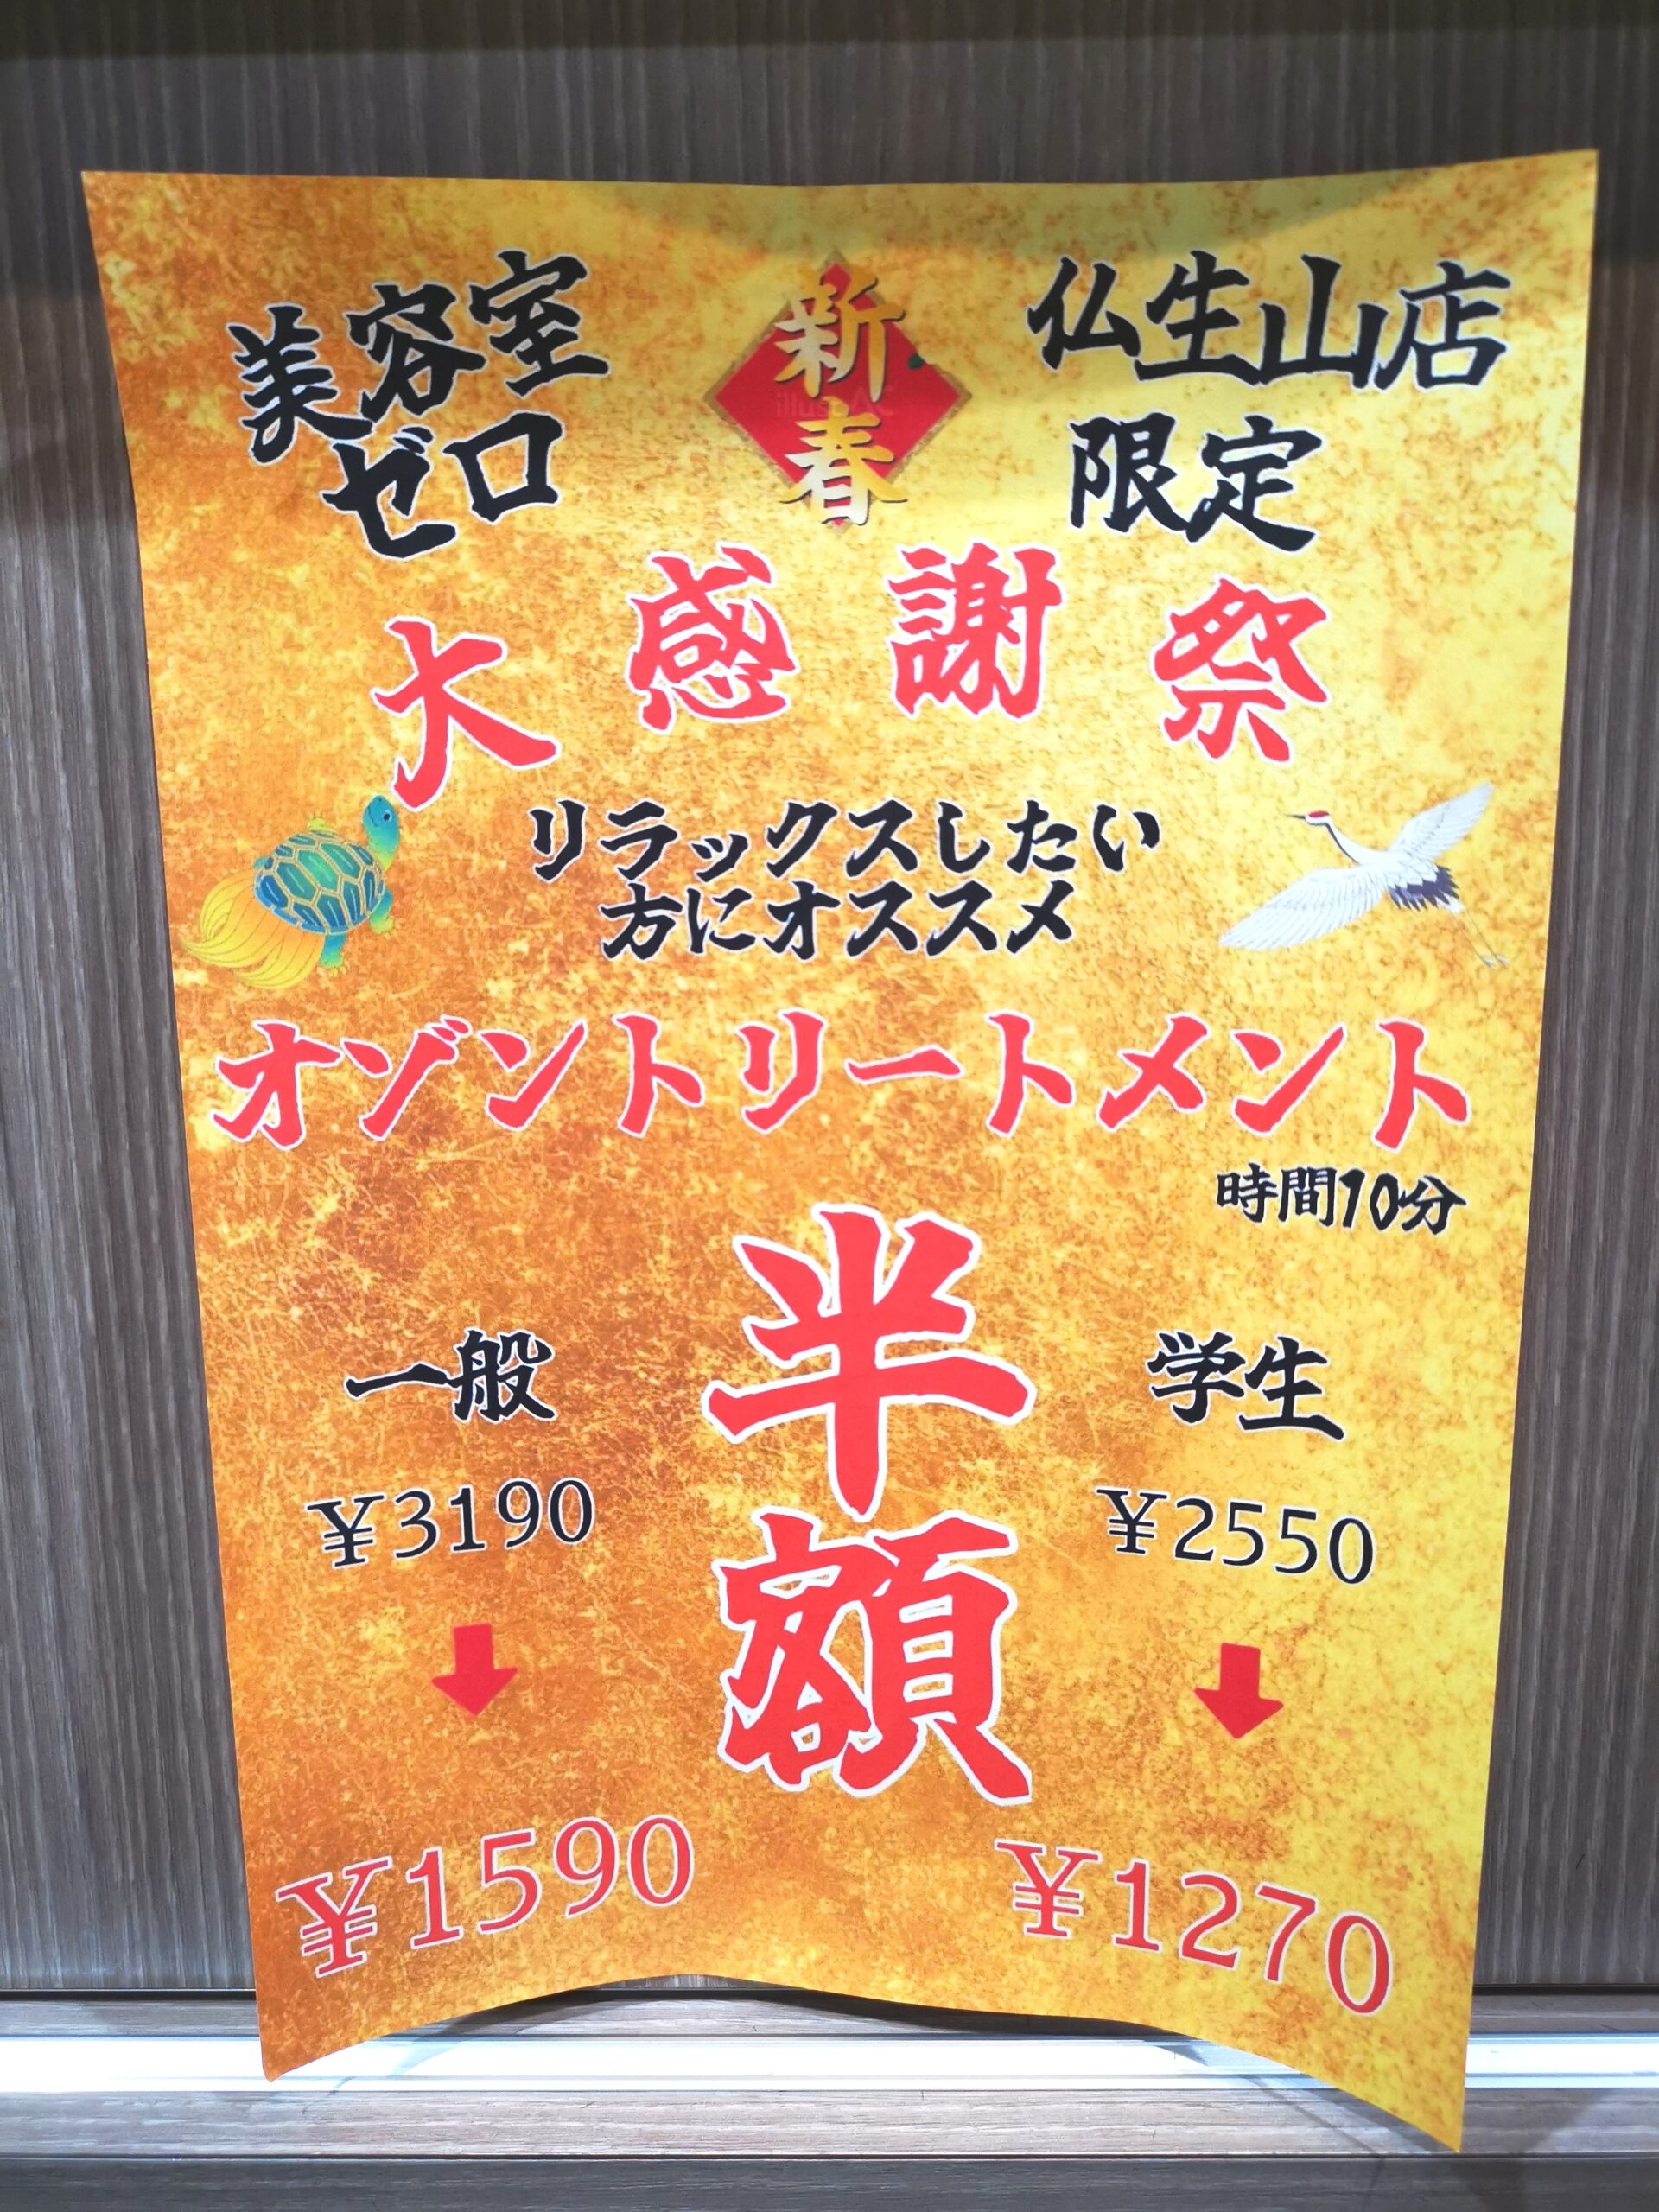 美容室
ゼロ
新
春
仏生山店
限定
大感謝祭
リラックスしたい
方にオススメ
オゾントリートメント
時間10分
半
額
一般
¥3190
¥1590
学生
¥2550
¥1270